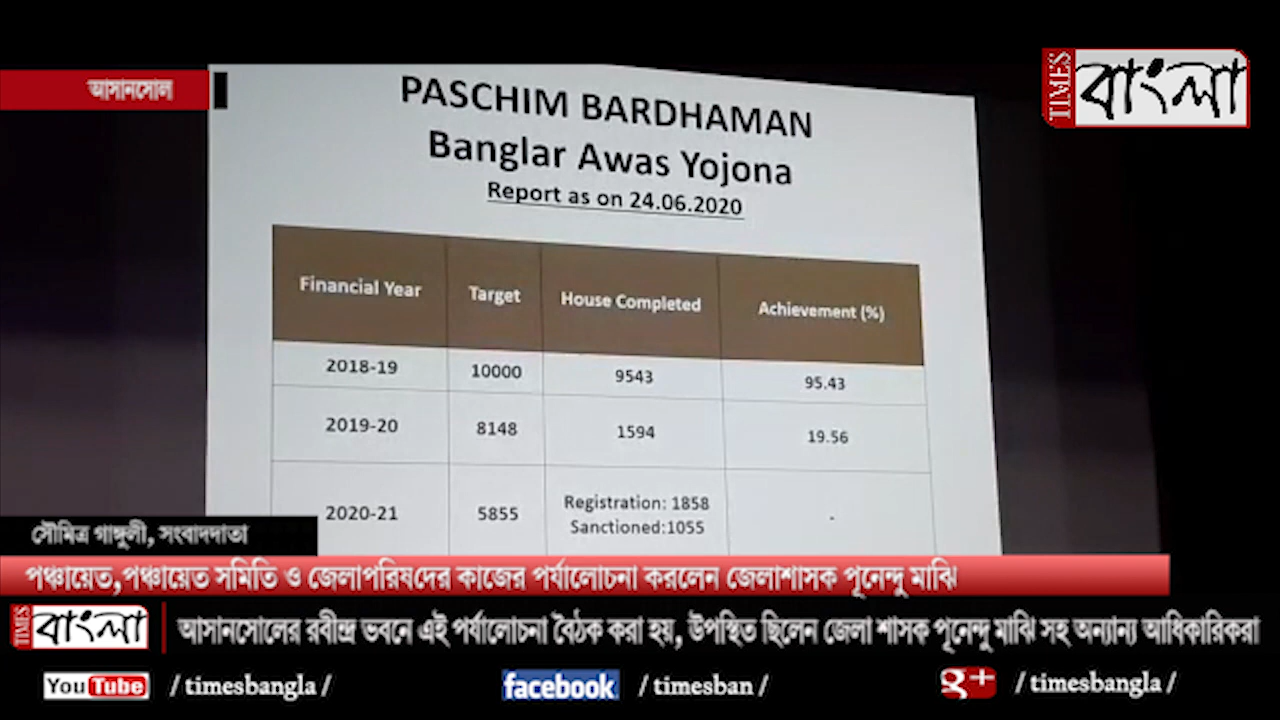 আসানসোল
TIMES বাংলা
PASCHIM BARDHAMAN
Banglar Awas Yojona
Report as on 24.06.2020
Financial Year Target House Completed Achievement (%)
2018-19 10000 9543 95.43
2019-20 8148 1594 19.56
2020-21 5855 Registration: 1858 -
Sanctioned:1055
সৌমিত্র গাঙ্গুলী, সংবাদদাতা
পঞ্চায়েত,পঞ্চায়েত সমিতি ও জেলাপরিষদের কাজের পর্যালোচনা করলেন জেলাশাসক পূনেন্দু মাঝি
TIMES বাংলা
আসানসোলের রবীন্দ্র ভবনে এই পর্যালোচনা বৈঠক করা হয়, উপস্থিত ছিলেন জেলা শাসক পূনেন্দু মাঝি সহ অন্যান্য আধিকারিকরা
YouTube / timesbangla / facebook / timesban / g+ / timesbangla /